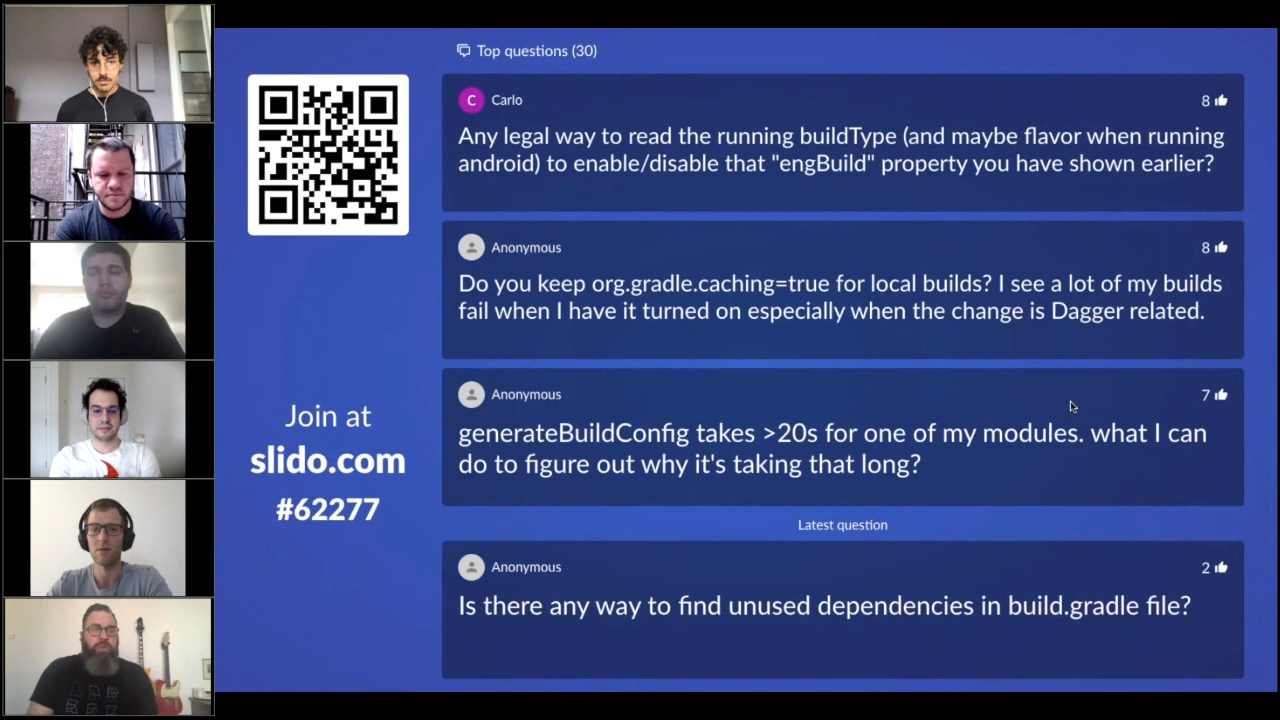 Top questions (30)
C Carlo 8
Any legal way to read the running buildType (and maybe flavor when running
android) to enable/disable that "engBuild" property you have shown earlier?
Anonymous 8
Do you keep org.gradle.caching=true for local builds? I see a lot of my builds
fail when I have it turned on especially when the change is Dagger related.
Anonymous 7
generateBuildConfig takes >20s for one of my modules. what I can
do to figure out why it's taking that long?
Latest question
Anonymous 2
Is there any way to find unused dependencies in build.gradle file?
Join at
slido.com
#62277